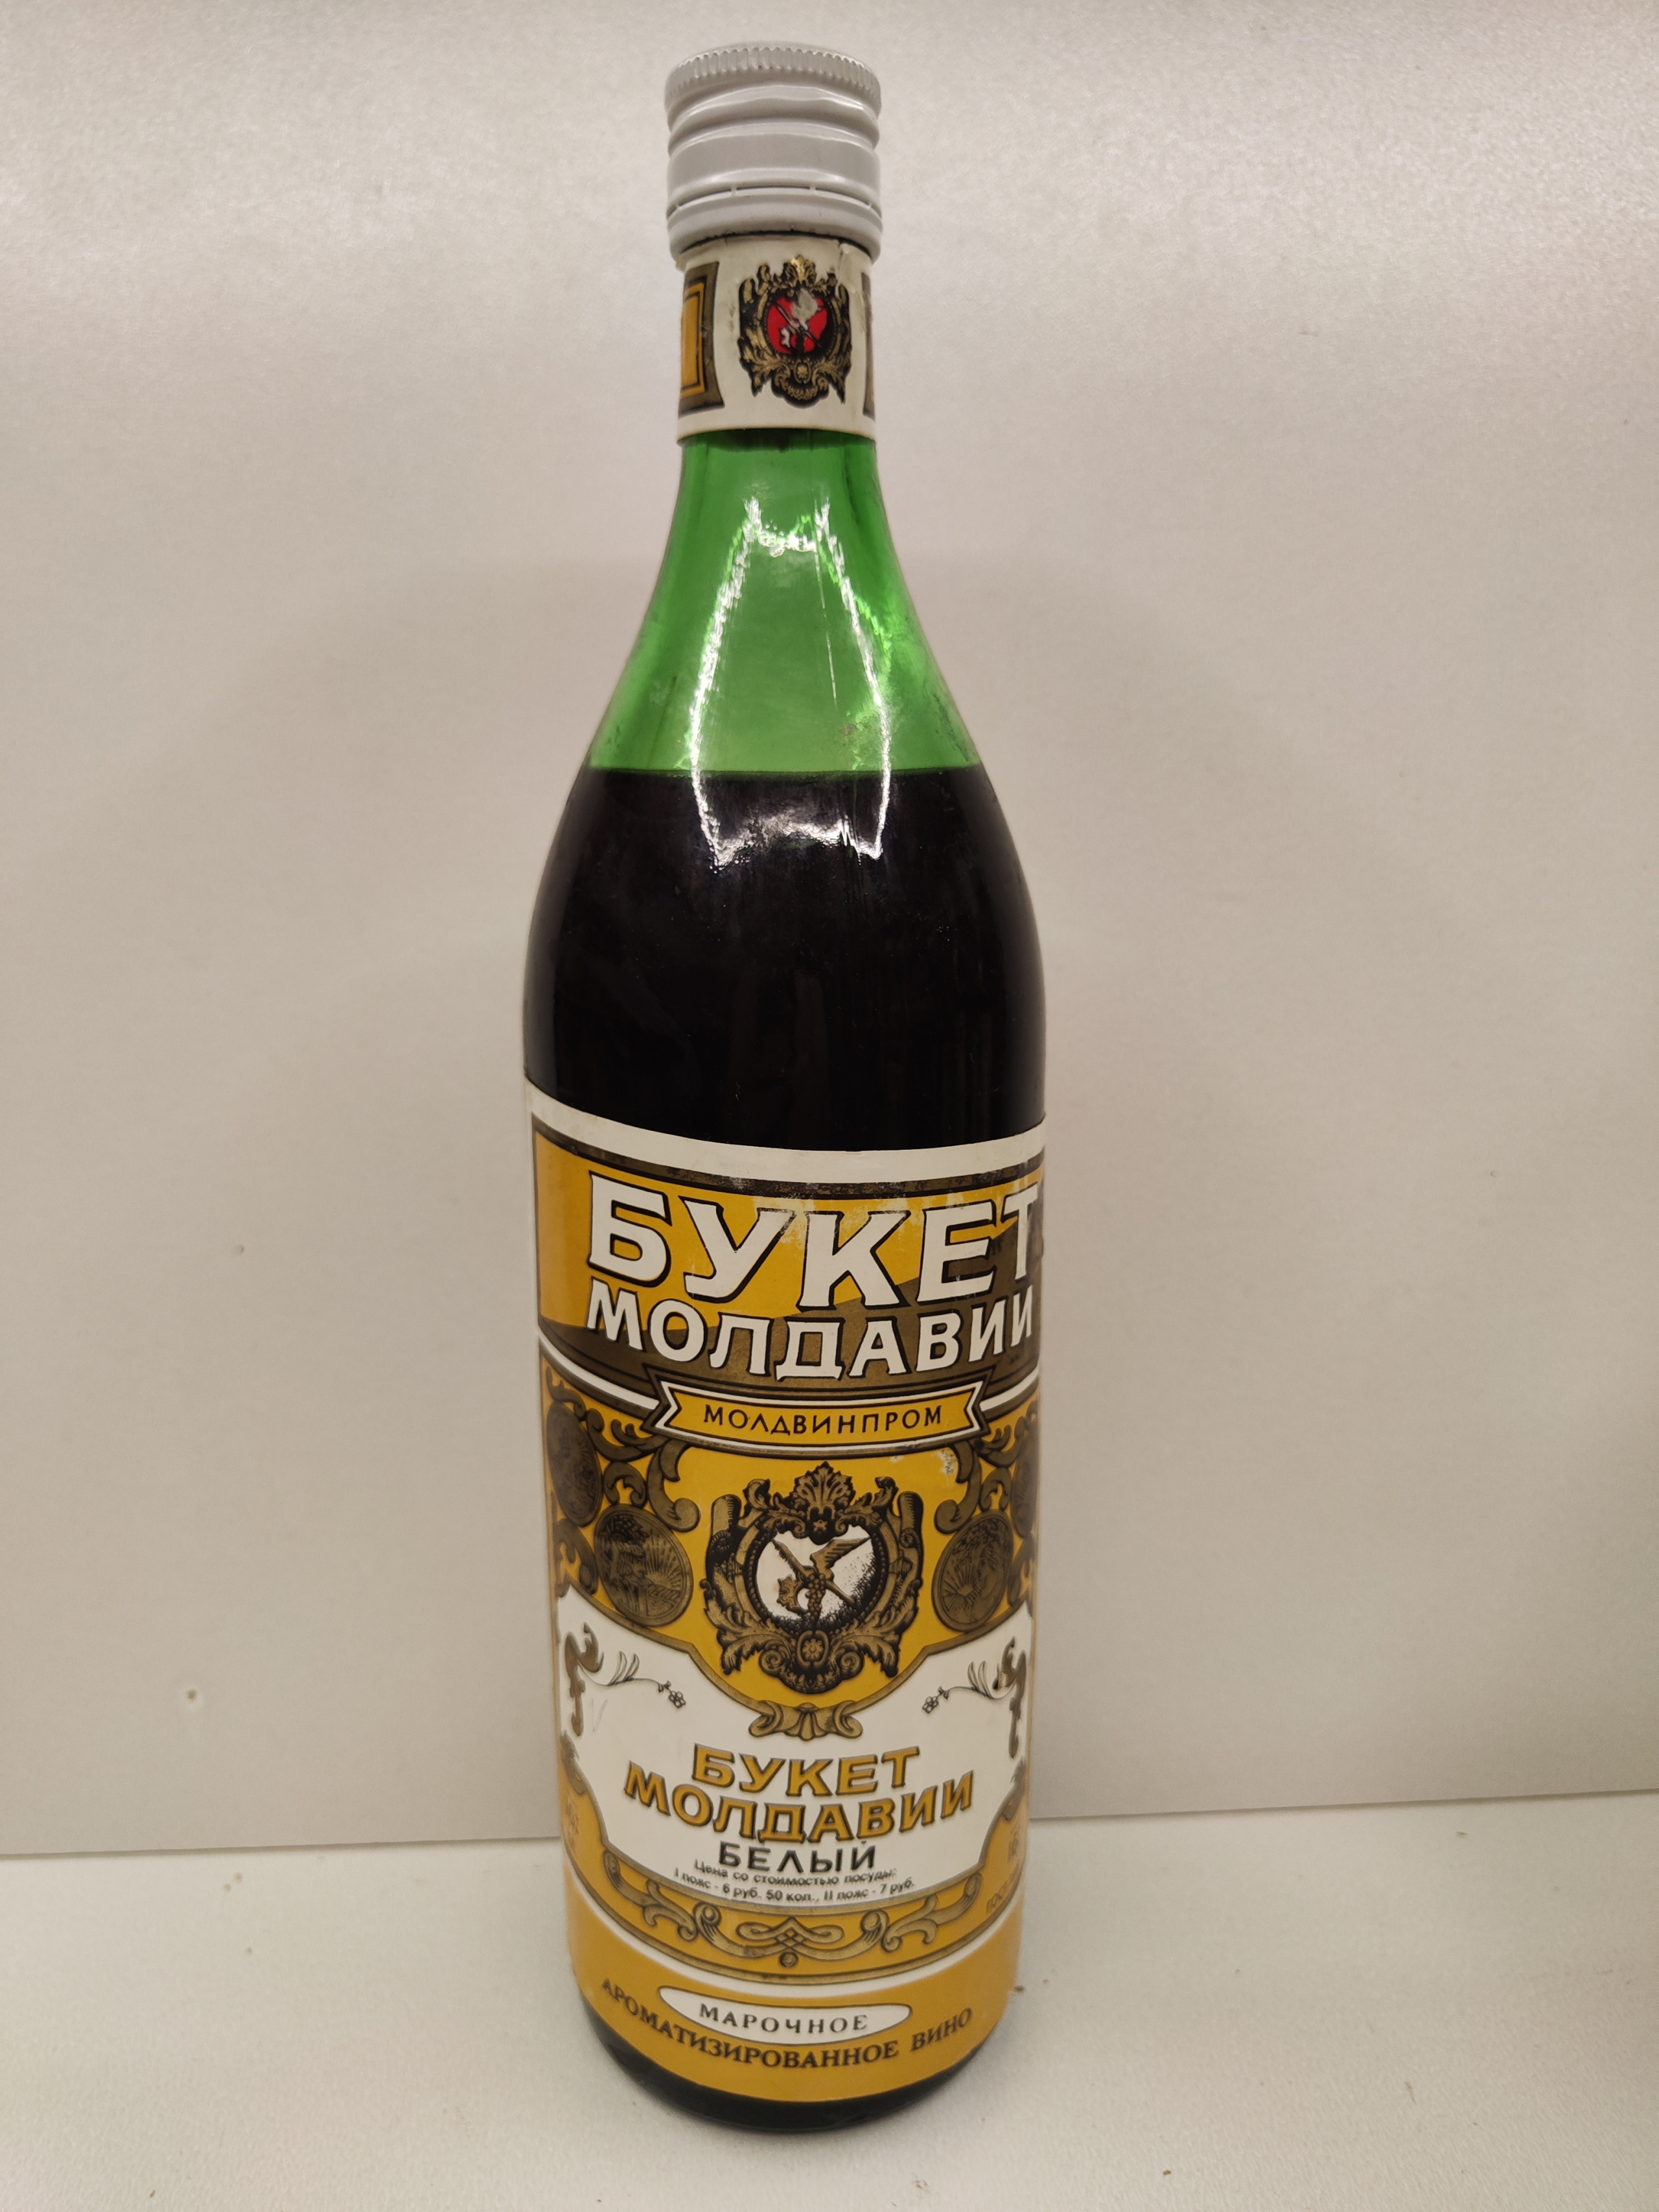 БУКЕТ
МОЛДАВИИ
МОЛДВИНПРОМ
БУКЕТ
МОЛДАВИИ
БЕЛЫЙ
Цена со стоимостью посуды:
I пояс - 6 руб. 50 коп., II пояс - 7 руб.
МАРОЧНОЕ
АРОМАТИЗИРОВАННОЕ ВИНО